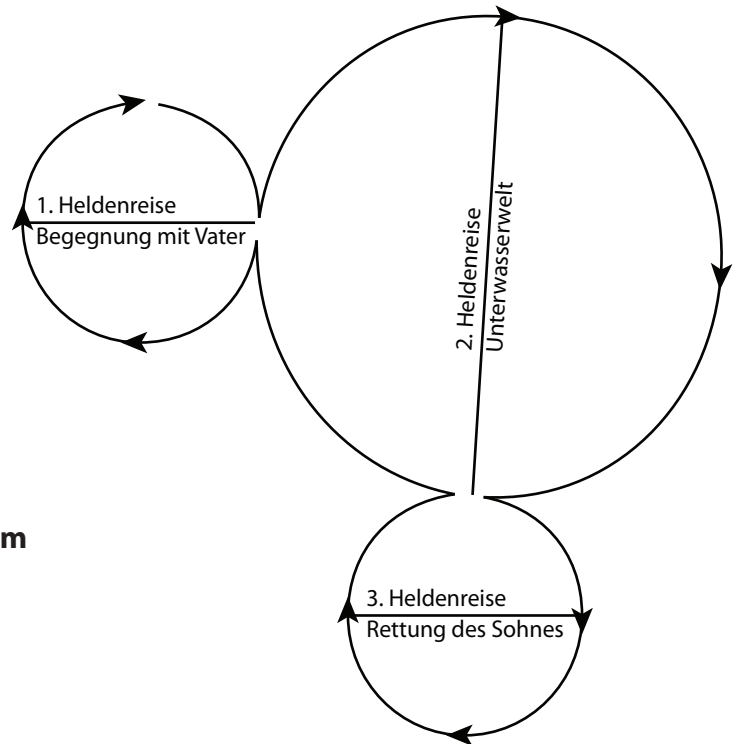 1. Heldenreise
Begegnung mit Vater
2. Heldenreise
Unterwasserwelt
m
3. Heldenreise
Rettung des Sohnes